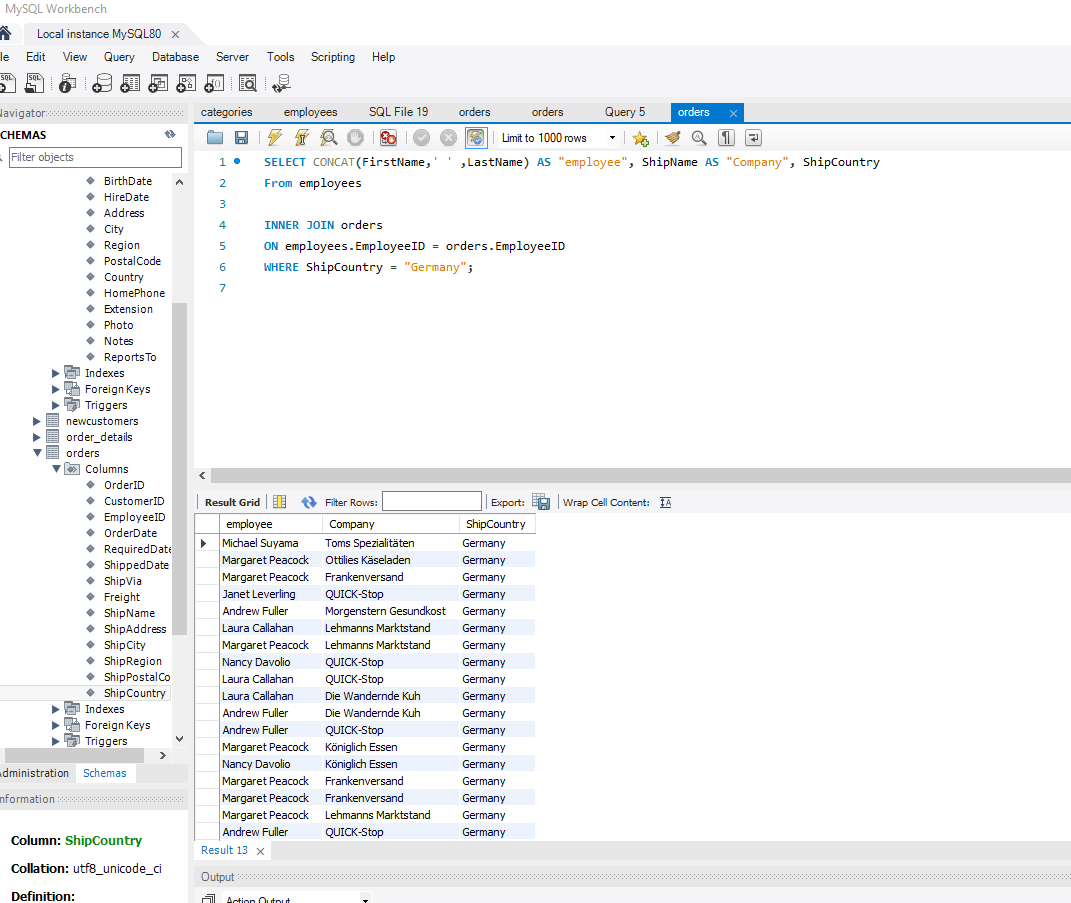 MySQL Workbench
Local instance MySQL80
le Edit View Query Database Server Tools Scripting Help
Navigator
CHEMAS
Filter objects
BirthDate
HireDate
Address
City
Region
PostalCode
Country
HomePhone
Extension
Photo
Notes
ReportsTo
Indexes
Foreign Keys
Triggers
newcustomers
order_details
orders
Columns
OrderID
CustomerID
EmployeeID
OrderDate
RequiredDate
ShippedDate
ShipVia
Freight
ShipName
ShipAddress
ShipCity
ShipRegion
ShipPostalCo
ShipCountry
Indexes
Foreign Keys
Triggers
Administration Schemas
nformation
Column: ShipCountry
Collation: utf8_unicode_ci
Definition:
categories employees SQL File 19 orders orders Query 5 orders
Limit to 1000 rows
1 SELECT CONCAT(FirstName,' ' ,LastName) AS "employee", ShipName AS "Company", ShipCountry
2 From employees
3
4 INNER JOIN orders
5 ON employees.EmployeeID = orders.EmployeeID
6 WHERE ShipCountry = "Germany";
7
Result Grid Filter Rows: Export: Wrap Cell Content:
employee Company ShipCountry
Michael Suyama Toms Spezialitäten Germany
Margaret Peacock Ottilies Käseladen Germany
Margaret Peacock Frankenversand Germany
Janet Leverling QUICK-Stop Germany
Andrew Fuller Morgenstern Gesundkost Germany
Laura Callahan Lehmanns Marktstand Germany
Margaret Peacock Lehmanns Marktstand Germany
Nancy Davolio QUICK-Stop Germany
Laura Callahan QUICK-Stop Germany
Laura Callahan Die Wandernde Kuh Germany
Andrew Fuller Die Wandernde Kuh Germany
Andrew Fuller QUICK-Stop Germany
Margaret Peacock Königlich Essen Germany
Nancy Davolio Königlich Essen Germany
Margaret Peacock Frankenversand Germany
Margaret Peacock Frankenversand Germany
Margaret Peacock Lehmanns Marktstand Germany
Andrew Fuller QUICK-Stop Germany
Result 13
Output
Action Output